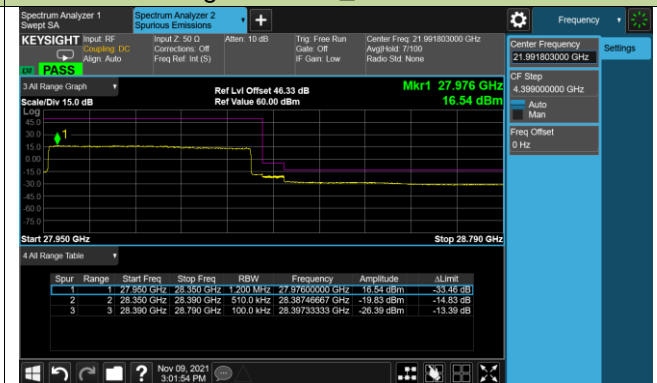 Spectrum Analyzer 1
Swept SA
Spectrum Analyzer 2
Spurious Emissions
Frequency
KEYSIGHT
PASS
Input: RF
Coupling: DC
Align: Auto
Input Z: 50 Ω
Corrections: Off
Freq Ref: Int (S)
Atten: 10 dB
Trig: Free Run
Gate: Off
IF Gain: Low
Center Freq: 21.991803000 GHz
Avg|Hold: 7/100
Radio Std: None
Center Frequency
21.991803000 GHz
Settings
CF Step
4.399000000 GHz
Auto
Man
Freq Offset
0 Hz
3 All Range Graph
Scale/Div 15.0 dB
Ref Lvl Offset 46.33 dB
Ref Value 60.00 dBm
Mkr1 27.976 GHz
16.54 dBm
Log
45.0
30.0
15.0
0.00
-15.0
-30.0
-45.0
-60.0
-75.0
1
Start 27.950 GHz
Stop 28.790 GHz
4 All Range Table
Spur Range Start Freq Stop Freq RBW Frequency Amplitude ΔLimit
1 1 27.950 GHz 28.350 GHz 1.200 MHz 27.97600000 GHz 16.54 dBm -33.46 dB
2 2 28.350 GHz 28.390 GHz 510.0 kHz 28.38746667 GHz -19.83 dBm -14.83 dB
3 3 28.390 GHz 28.790 GHz 100.0 kHz 28.39733333 GHz -26.39 dBm -13.39 dB
Nov 09, 2021
3:01:54 PM